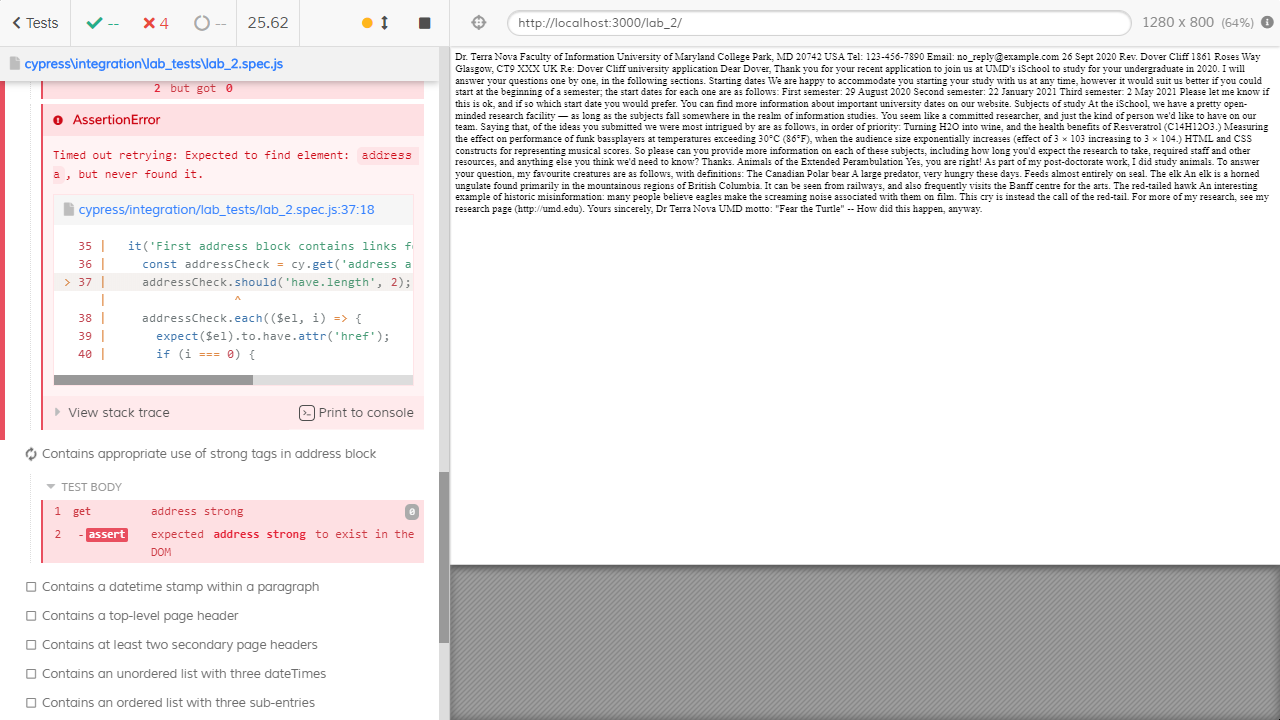 Tests
--
4
--
25.62
http://localhost:3000/lab_2/
1280 x 800 (64%)
cypress\integration\lab_tests\lab_2.spec.js
2 but got 0
AssertionError
Timed out retrying: Expected to find element: address
a, but never found it.
cypress/integration/lab_tests/lab_2.spec.js:37:18
35 | it('First address block contains links f
36 | const addressCheck = cy.get('address a
> 37 | addressCheck.should('have.length', 2);
| ^
38 | addressCheck.each(($el, i) => {
39 | expect($el).to.have.attr('href');
40 | if (i === 0) {
View stack trace
Print to console
Contains appropriate use of strong tags in address block
TEST BODY
1 get address strong 0
2 -assert expected address strong to exist in the
DOM
Contains a datetime stamp within a paragraph
Contains a top-level page header
Contains at least two secondary page headers
Contains an unordered list with three dateTimes
Contains an ordered list with three sub-entries
Dr. Terra Nova Faculty of Information University of Maryland College Park, MD 20742 USA Tel: 123-456-7890 Email: no_reply@example.com 26 Sept 2020 Rev. Dover Cliff 1861 Roses Way
Glasgow, CT9 XXX UK Re: Dover Cliff university application Dear Dover, Thank you for your recent application to join us at UMD's iSchool to study for your undergraduate in 2020. I will
answer your questions one by one, in the following sections. Starting dates We are happy to accommodate you starting your study with us at any time, however it would suit us better if you could
start at the beginning of a semester; the start dates for each one are as follows: First semester: 29 August 2020 Second semester: 22 January 2021 Third semester: 2 May 2021 Please let me know if
this is ok, and if so which start date you would prefer. You can find more information about important university dates on our website. Subjects of study At the iSchool, we have a pretty open-
minded research facility — as long as the subjects fall somewhere in the realm of information studies. You seem like a committed researcher, and just the kind of person we'd like to have on our
team. Saying that, of the ideas you submitted we were most intrigued by are as follows, in order of priority: Turning H2O into wine, and the health benefits of Resveratrol (C14H12O3.) Measuring
the effect on performance of funk bassplayers at temperatures exceeding 30°C (86°F), when the audience size exponentially increases (effect of 3 × 103 increasing to 3 × 104.) HTML and CSS
constructs for representing musical scores. So please can you provide more information on each of these subjects, including how long you'd expect the research to take, required staff and other
resources, and anything else you think we'd need to know? Thanks. Animals of the Extended Perambulation Yes, you are right! As part of my post-doctorate work, I did study animals. To answer
your question, my favourite creatures are as follows, with definitions: The Canadian Polar bear A large predator, very hungry these days. Feeds almost entirely on seal. The elk An elk is a horned
ungulate found primarily in the mountainous regions of British Columbia. It can be seen from railways, and also frequently visits the Banff centre for the arts. The red-tailed hawk An interesting
example of historic misinformation: many people believe eagles make the screaming noise associated with them on film. This cry is instead the call of the red-tail. For more of my research, see my
research page (http://umd.edu). Yours sincerely, Dr Terra Nova UMD motto: "Fear the Turtle" -- How did this happen, anyway.